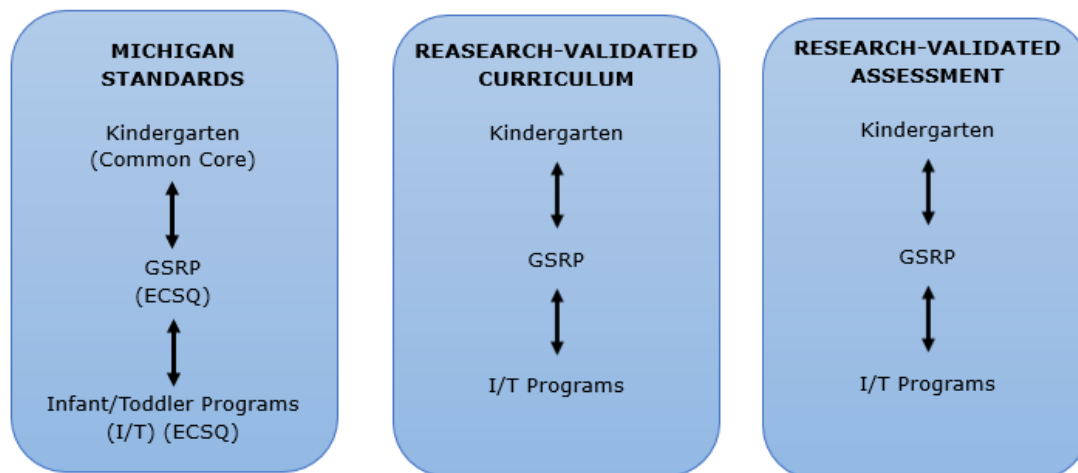 MICHIGAN
STANDARDS
Kindergarten
(Common Core)
GSRP
(ECSQ)
Infant/Toddler Programs
(I/T) (ECSQ)
REASEARCH-VALIDATED
CURRICULUM
Kindergarten
GSRP
I/T Programs
RESEARCH-VALIDATED
ASSESSMENT
Kindergarten
GSRP
I/T Programs